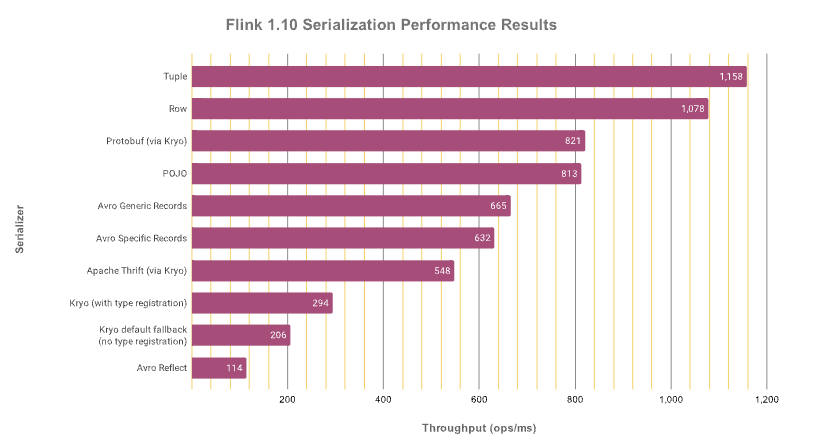 Flink 1.10 Serialization Performance Results
Serializer
Tuple 1,158
Row 1,078
Protobuf (via Kryo) 821
POJO 813
Avro Generic Records 665
Avro Specific Records 632
Apache Thrift (via Kryo) 548
Kryo (with type registration) 294
Kryo default fallback
(no type registration) 206
Avro Reflect 114
200 400 600 800 1,000 1,200
Throughput (ops/ms)